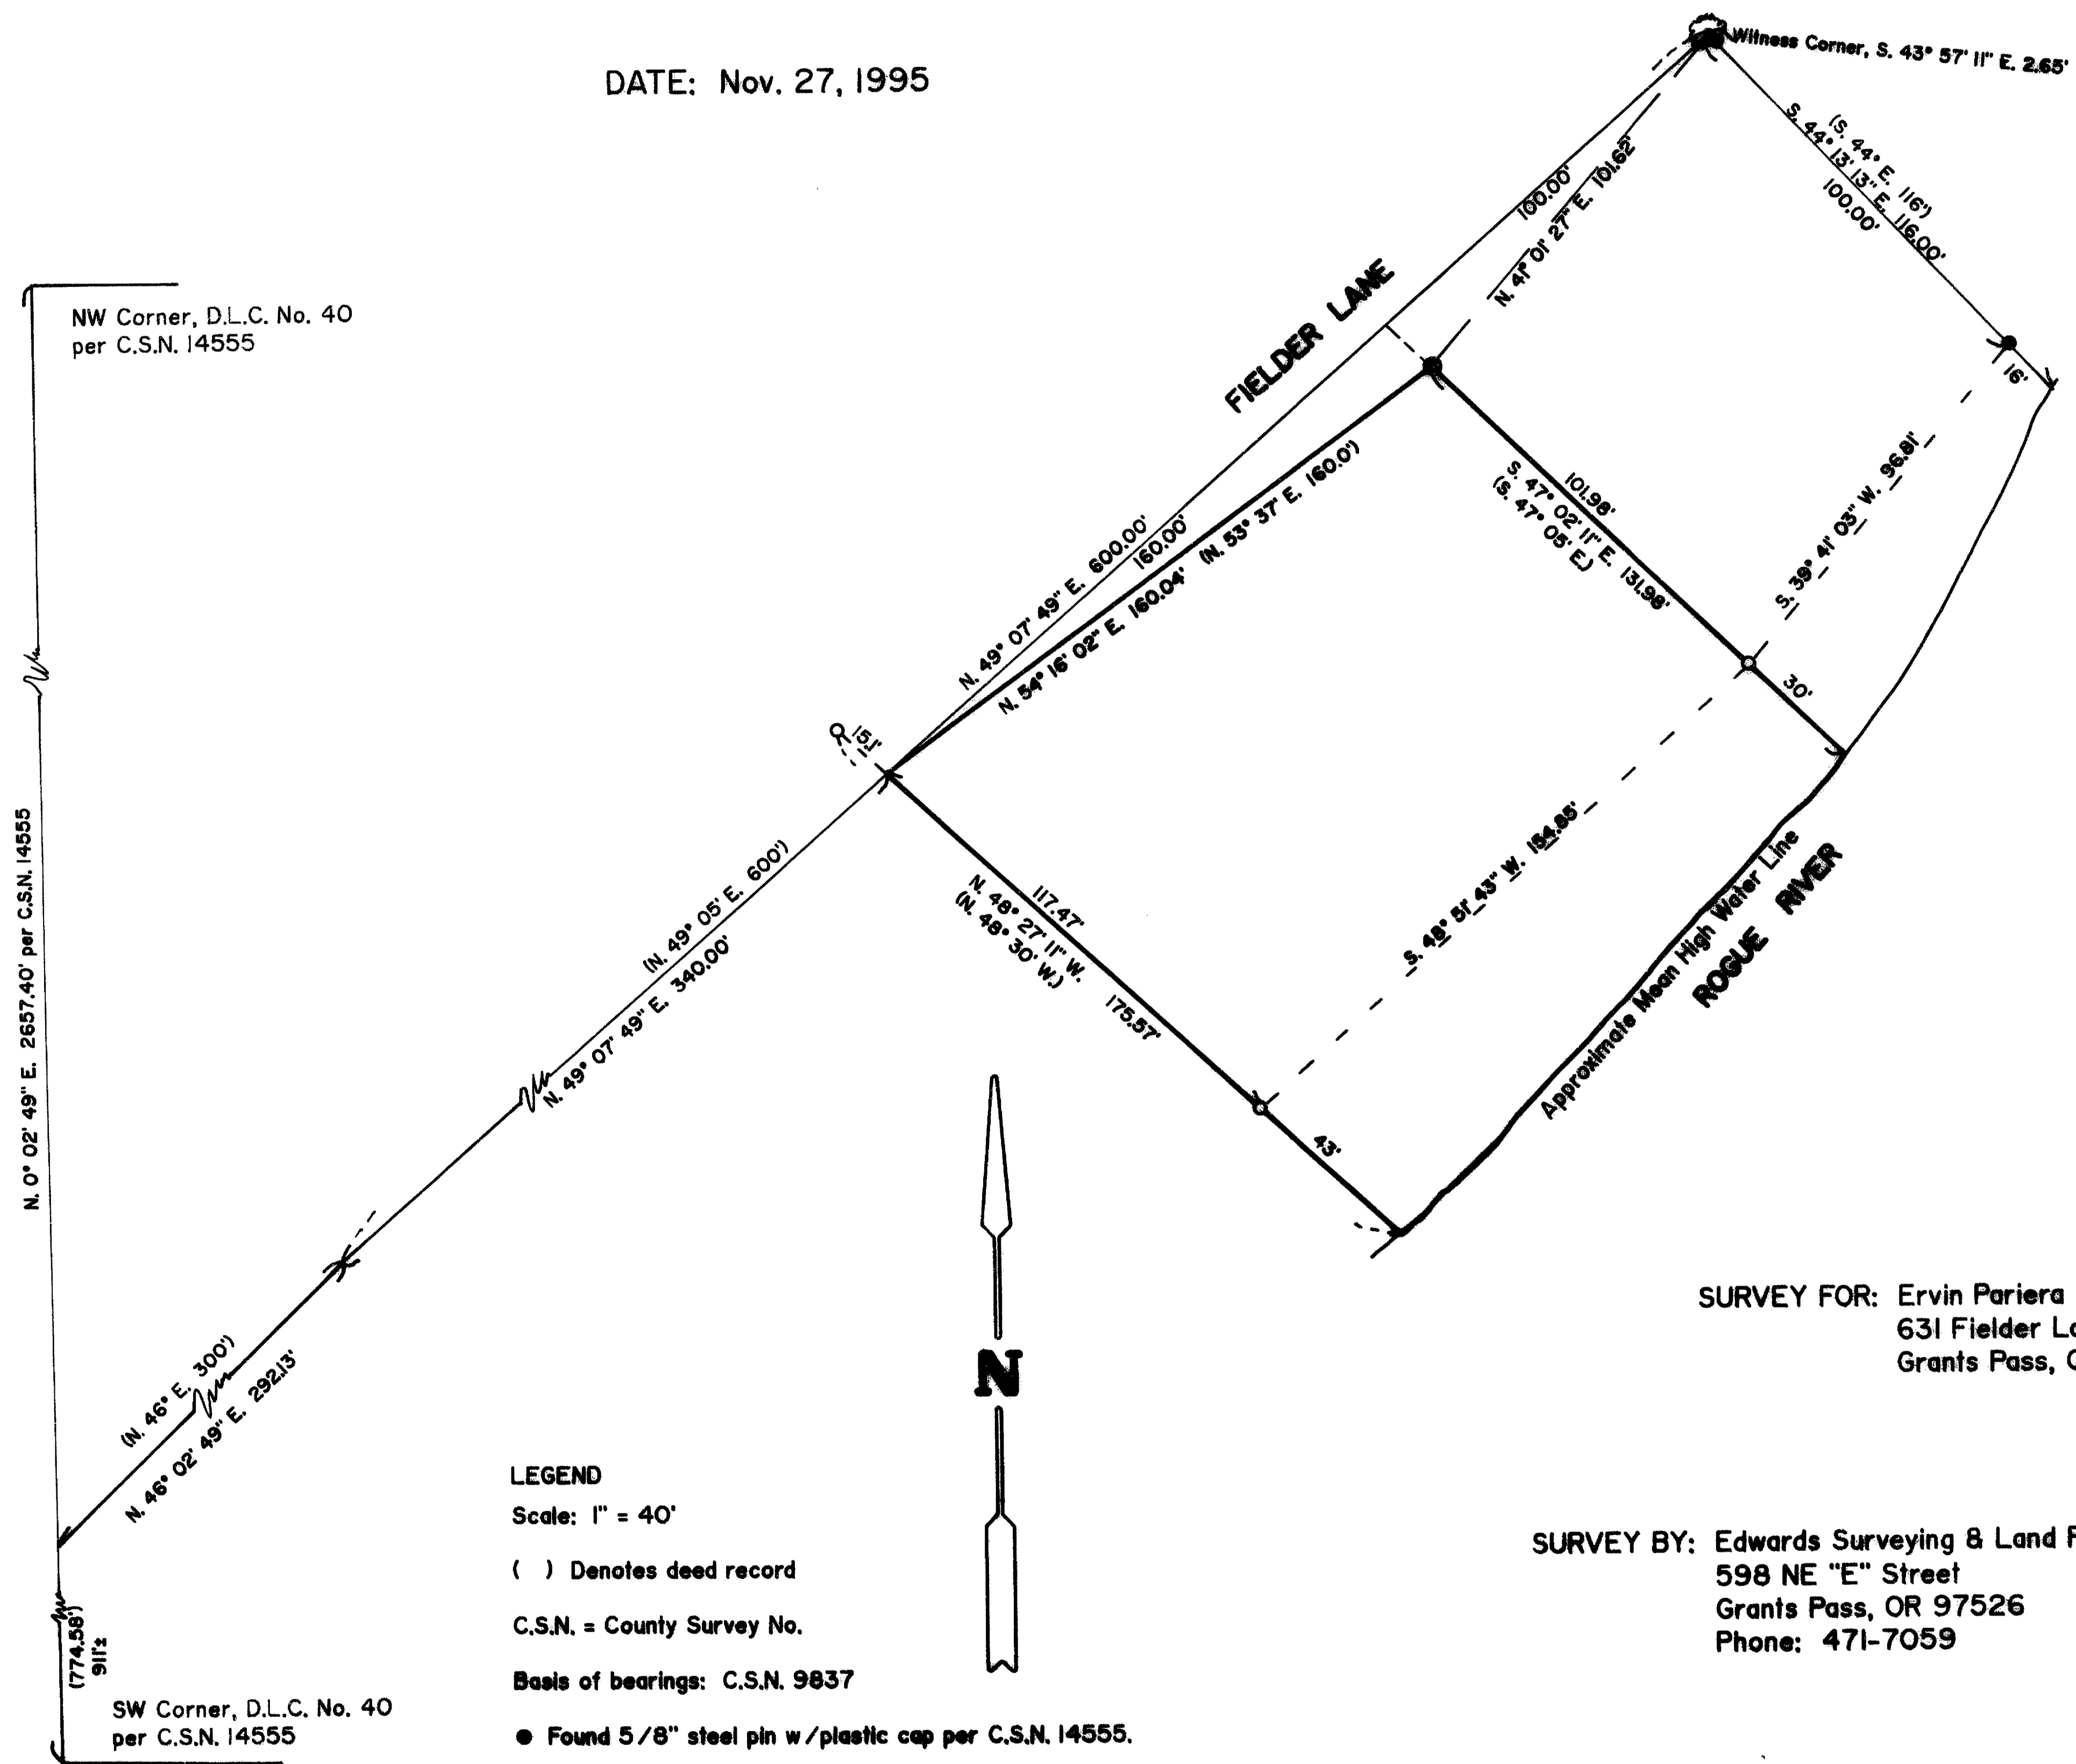 DATE: Nov. 27, 1995
Witness Corner, S. 43° 57' 11" E. 2.65'
(S. 44° E. 116')
S. 44° 13' 13" E. 116.00'
100.00'
100.00'
N. 41° 01' 27" E. 101.62'
16'
NW Corner, D.L.C. No. 40
per C.S.N. 14555
FIELDER LANE
N. 49° 07' 49" E. 600.00'
160.00'
N. 54° 16' 02" E. 160.04' (N. 53° 37' E. 160.0')
101.98'
S. 47° 02' 11" E. 131.98'
(S. 47° 05' E.)
S. 39° 41' 03" W. 96.81'
30'
15.1'
N. 0° 02' 49" E. 2657.40' per C.S.N. 14555
(N. 49° 05' E. 600')
N. 49° 07' 49" E. 340.00'
117.47'
N. 48° 27' 11" W. 175.57'
(N. 48° 30' W.)
S. 48° 51' 43" W. 154.85'
Approximate Mean High Water Line
ROGUE RIVER
43'
N
(N. 46° E. 300')
N. 46° 02' 49" E. 292.13'
(774.58')
911'±
SW Corner, D.L.C. No. 40
per C.S.N. 14555
LEGEND
Scale: 1" = 40'
( ) Denotes deed record
C.S.N. = County Survey No.
Basis of bearings: C.S.N. 9837
● Found 5/8" steel pin w/plastic cap per C.S.N. 14555.
SURVEY FOR: Ervin Pariera
631 Fielder
Grants Pass,
SURVEY BY: Edwards Surveying & Land
598 NE "E" Street
Grants Pass, OR 97526
Phone: 471-7059